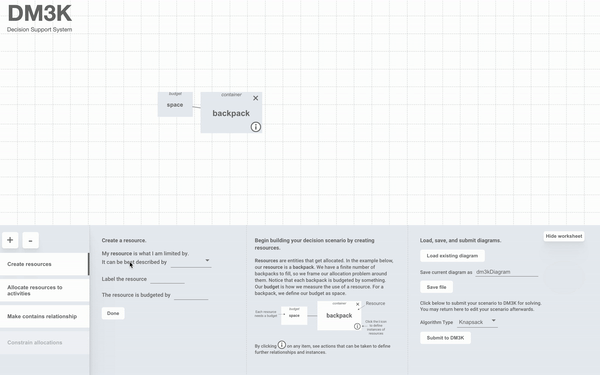 DM3K
Decision Support System
budget
space
container
backpack
+ -
Create resources
Allocate resources to
activities
Make contains relationship
Constrain allocations
Create a resource.
My resource is what I am limited by.
It can be best described by
Label the resource
The resource is budgeted by
Done
Begin building your decision scenario by creating
resources.
Resources are entities that get allocated. In the example below,
our resource is a backpack. We have a finite number of
backpacks to fill, so we frame our allocation problem around
them. Notice that each backpack is budgeted by space.
Our budget is how we measure the use of a resource. For a
backpack, we define our budget as space.
Each resource
needs a budget
budget
space
container
backpack
Resource
Click the icon
to define
instances of
resources.
By clicking i on any item, see actions that can be taken to define
further relationships and instances.
Hide worksheet
Load, save, and submit diagrams.
Load existing diagram
Save current diagram as dm3kDiagram
Save file
Click below to submit your scenario to DM3K for solving.
You may return here to edit your scenario afterwards.
Algorithm Type Knapsack
Submit to DM3K